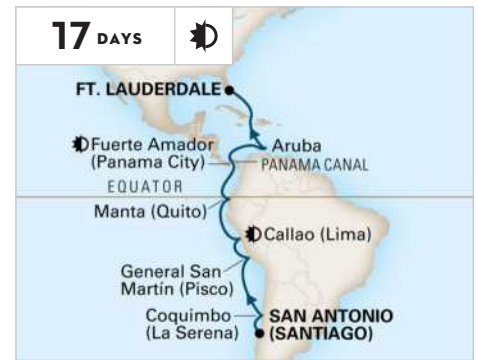 17 DAYS
FT. LAUDERDALE
Fuerte Amador
(Panama City)
Aruba
PANAMA CANAL
EQUATOR
Manta (Quito)
Callao (Lima)
General San
Martín (Pisco)
Coquimbo
(La Serena)
SAN ANTONIO
(SANTIAGO)